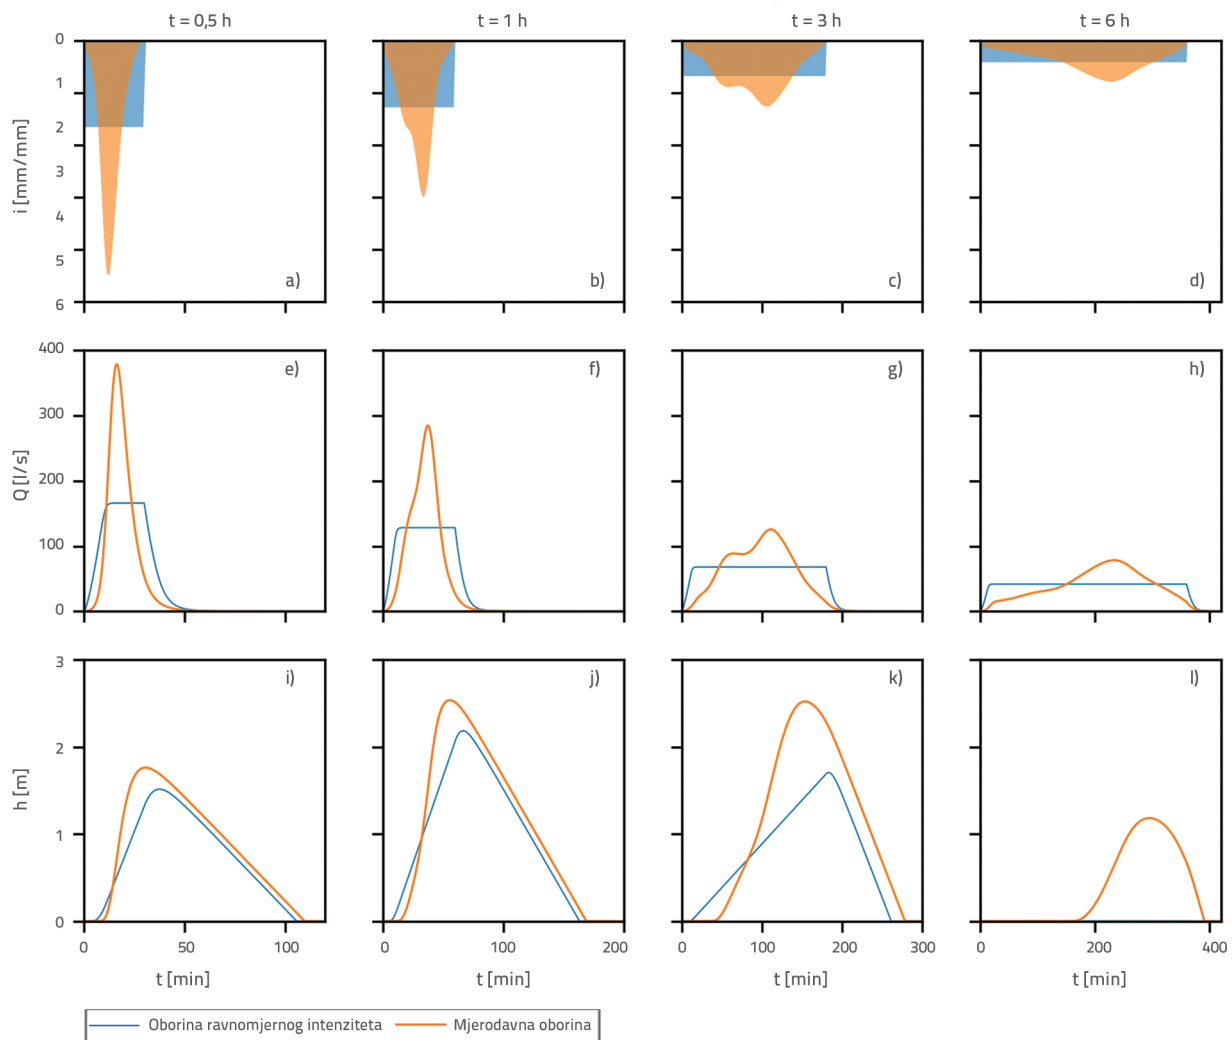 t = 0,5 h
t = 1 h
t = 3 h
t = 6 h
0
1
2
3
4
5
6
i [mm/mm]
a)
b)
c)
d)
400
300
200
100
0
Q [l/s]
e)
f)
g)
h)
3
2
1
0
h [m]
i)
j)
k)
l)
0 50 100
0 100 200
0 100 200 300
0 200 400
t [min]
t [min]
t [min]
t [min]
Oborina ravnomjernog intenziteta
Mjerodavna oborina